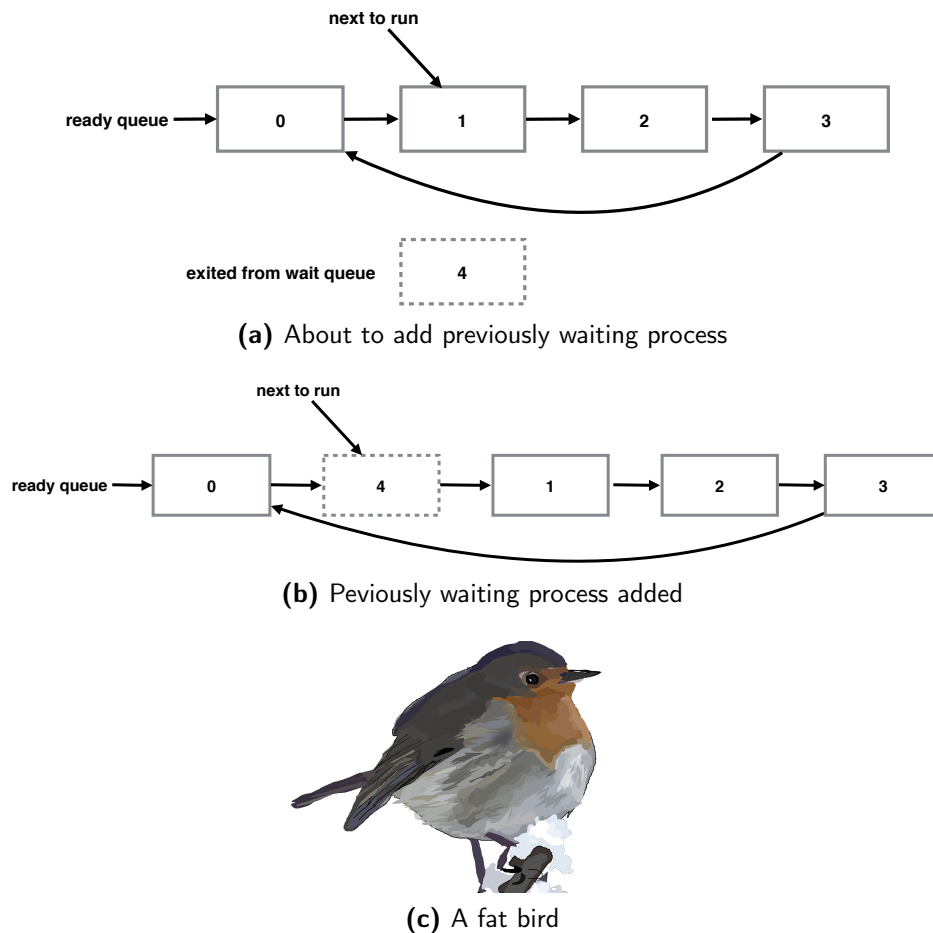 next to run
ready queue 0 1 2 3
exited from wait queue 4
(a) About to add previously waiting process
next to run
ready queue 0 4 1 2 3
(b) Peviously waiting process added
(c) A fat bird